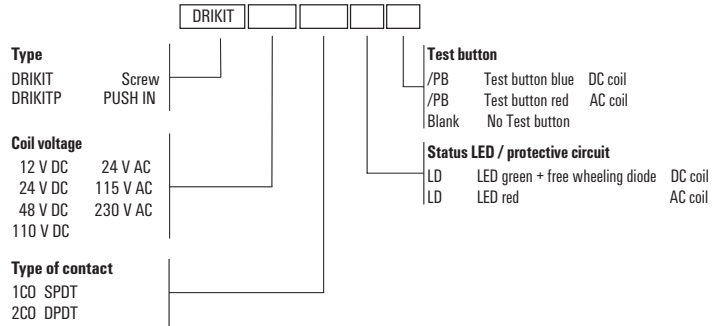 DRIKIT
Type
DRIKIT Screw
DRIKITP PUSH IN
Coil voltage
12 V DC 24 V AC
24 V DC 115 V AC
48 V DC 230 V AC
110 V DC
Type of contact
1CO SPDT
2CO DPDT
Test button
/PB Test button blue DC coil
/PB Test button red AC coil
Blank No Test button
Status LED / protective circuit
LD LED green + free wheeling diode DC coil
LD LED red AC coil